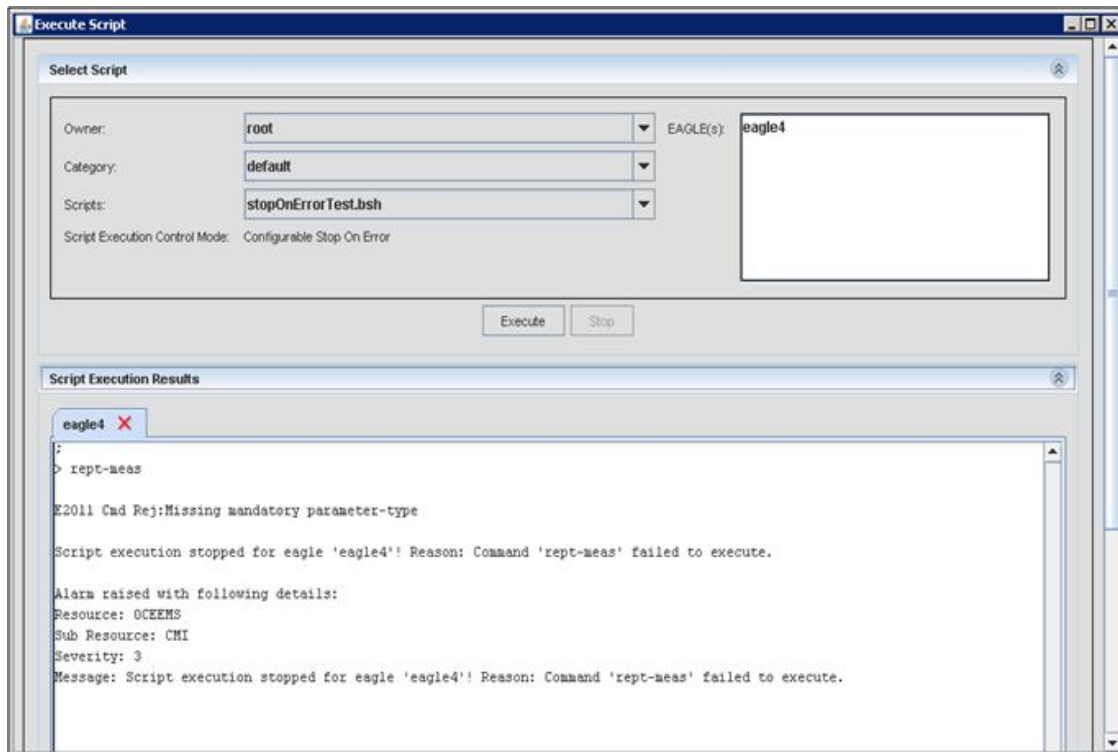 Execute Script
Select Script
Owner: root EAGLE(s): eagle4
Category: default
Scripts: stopOnErrorTest.bsh
Script Execution Control Mode: Configurable Stop On Error
Execute Stop
Script Execution Results
eagle4
;
> rept-meas
E2011 Cmd Rej:Missing mandatory parameter-type
Script execution stopped for eagle 'eagle4'! Reason: Command 'rept-meas' failed to execute.
Alarm raised with following details:
Resource: OCEEMS
Sub Resource: CMI
Severity: 3
Message: Script execution stopped for eagle 'eagle4'! Reason: Command 'rept-meas' failed to execute.